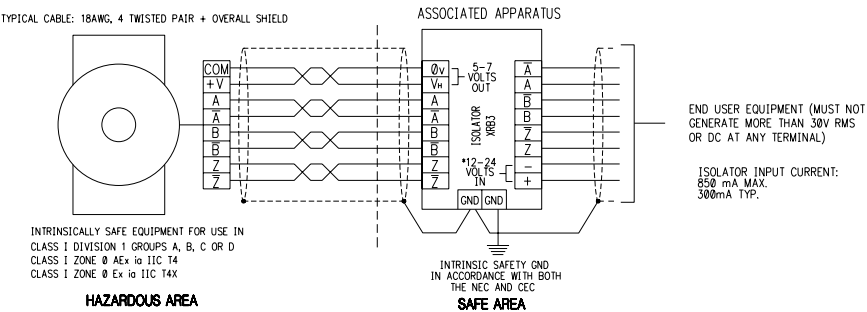 TYPICAL CABLE: 18AWG, 4 TWISTED PAIR + OVERALL SHIELD
ASSOCIATED APPARATUS
COM
+V
A
A̅
B
B̅
Z
Z̅
0V
VH
A
A̅
B
B̅
Z
Z̅
5-7
VOLTS
OUT
ISOLATOR
XRB3
*12-24
VOLTS
IN
A̅
A
B̅
B
Z̅
Z
-
+
GND GND
END USER EQUIPMENT (MUST NOT
GENERATE MORE THAN 30V RMS
OR DC AT ANY TERMINAL)
ISOLATOR INPUT CURRENT:
850 mA MAX.
300mA TYP.
INTRINSICALLY SAFE EQUIPMENT FOR USE IN
CLASS I DIVISION 1 GROUPS A, B, C OR D
CLASS I ZONE 0 AEx ia IIC T4
CLASS I ZONE 0 Ex ia IIC T4X
HAZARDOUS AREA
INTRINSIC SAFETY GND
IN ACCORDANCE WITH BOTH
THE NEC AND CEC
SAFE AREA